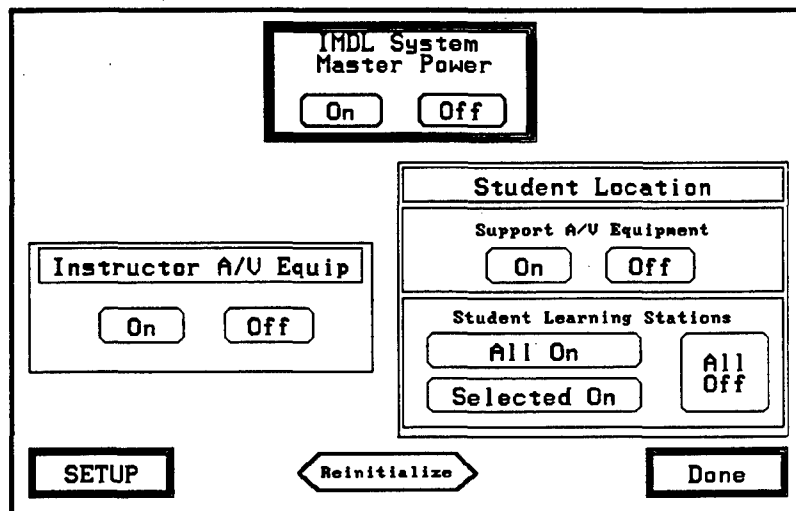 IMDL System
Master Power
On Off
Student Location
Support A/V Equipment
On Off
Instructor A/V Equip
On Off
Student Learning Stations
All On
Selected On
All
Off
SETUP
Reinitialize
Done